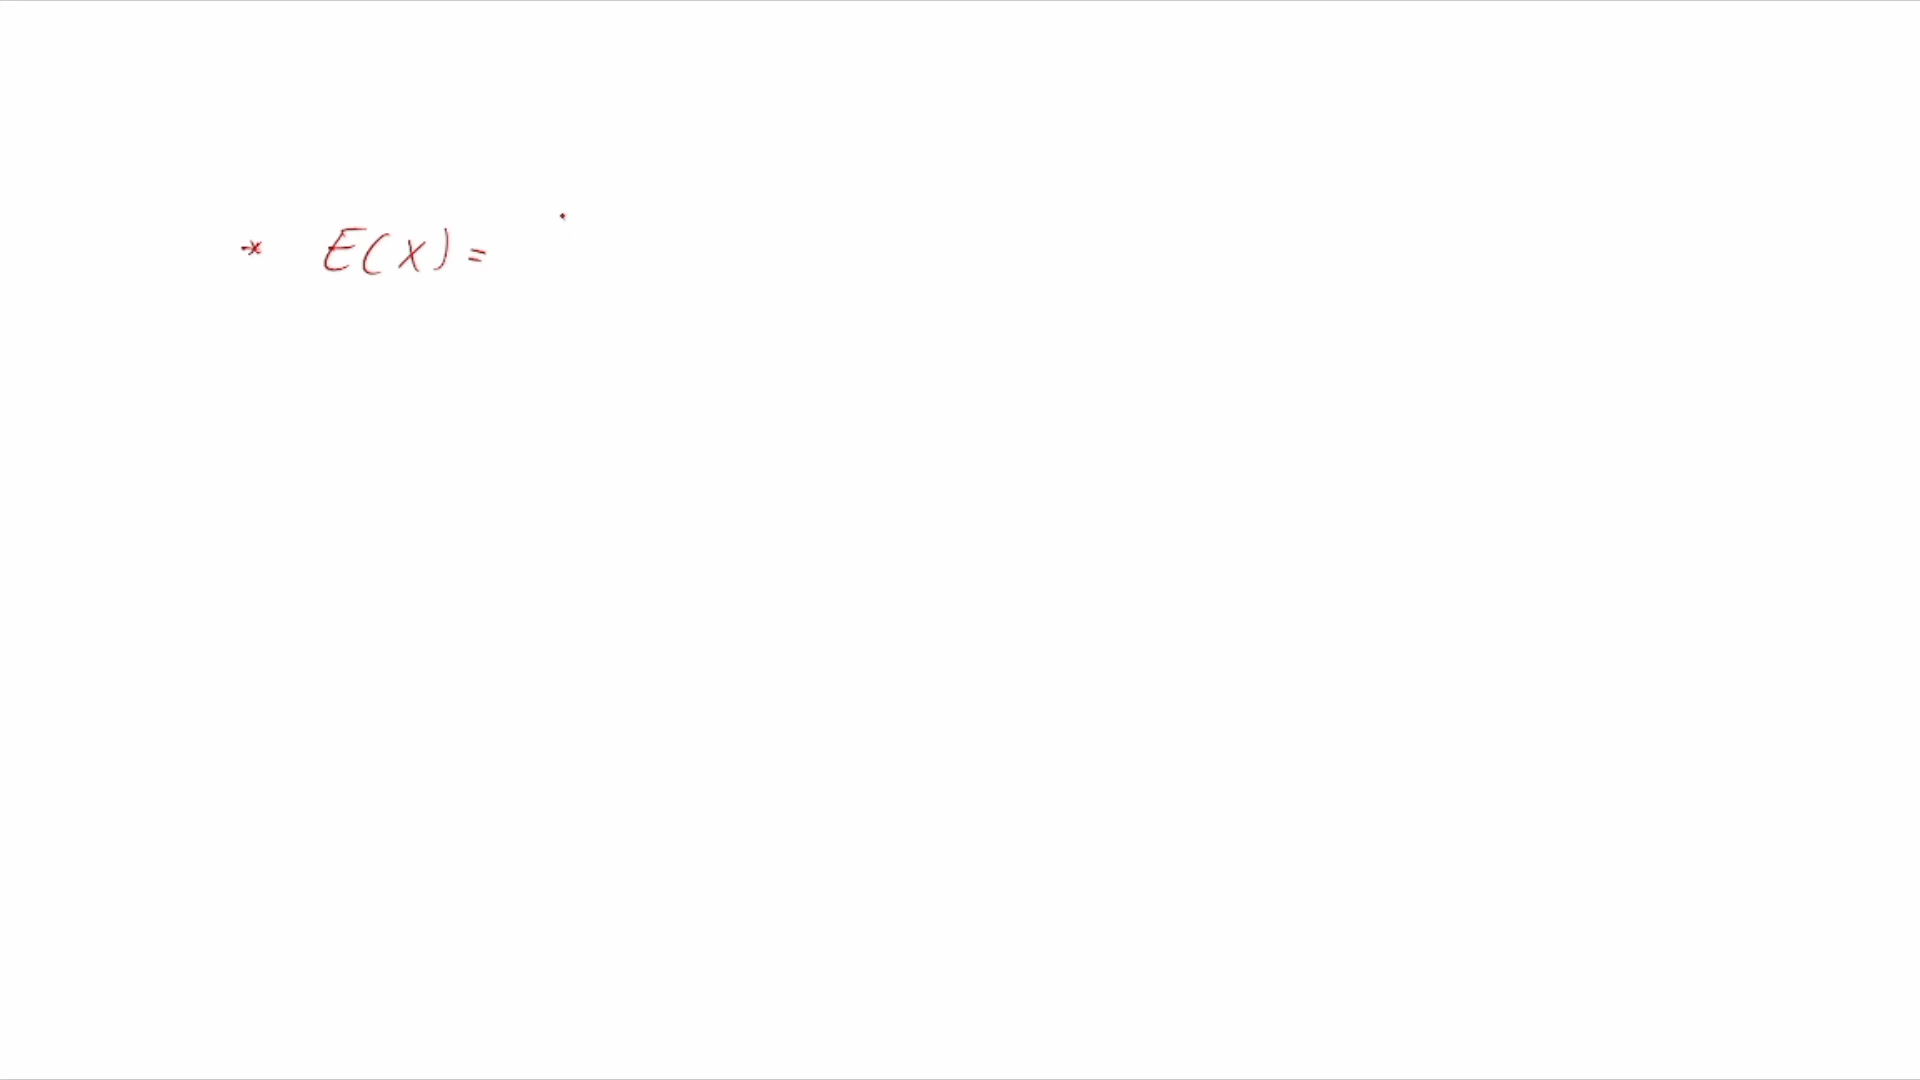 * E(X) =